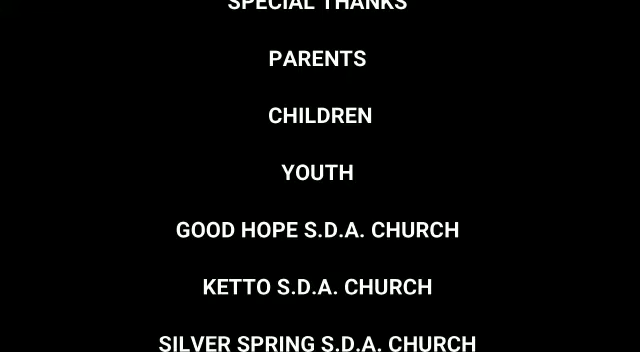 SPECIAL THANKS
PARENTS
CHILDREN
YOUTH
GOOD HOPE S.D.A. CHURCH
KETTO S.D.A. CHURCH
SILVER SPRING S.D.A. CHURCH